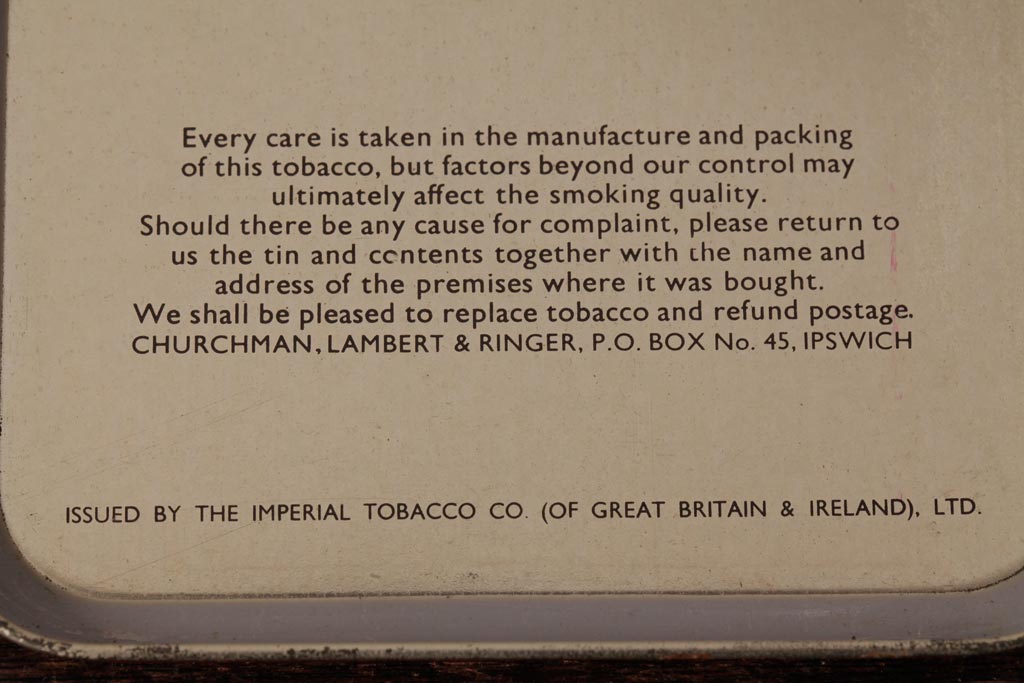 Every care is taken in the manufacture and packing
of this tobacco, but factors beyond our control may
ultimately affect the smoking quality.
Should there be any cause for complaint, please return to
us the tin and contents together with the name and
address of the premises where it was bought.
We shall be pleased to replace tobacco and refund postage.
CHURCHMAN, LAMBERT & RINGER, P.O. BOX No. 45, IPSWICH
ISSUED BY THE IMPERIAL TOBACCO CO. (OF GREAT BRITAIN & IRELAND), LTD.